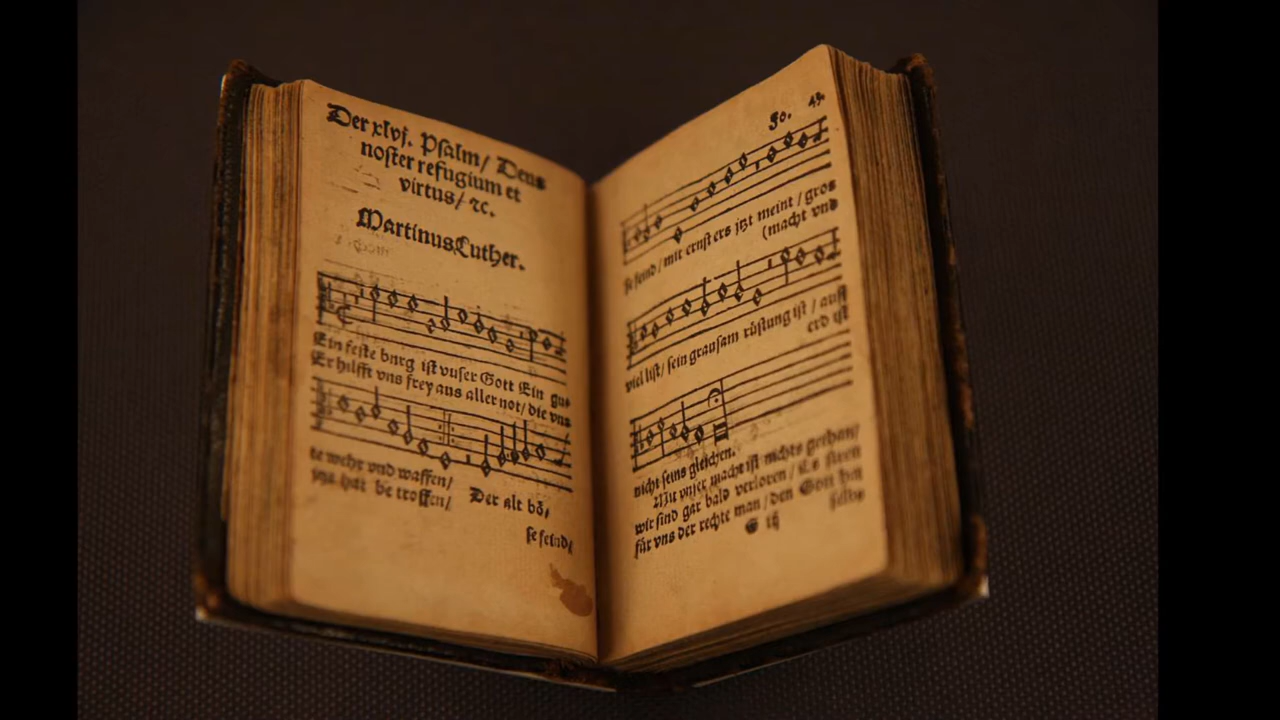 Der xlvj. Psalm/ Deus
noster refugium et
virtus/ ꝛc.
Martinus Luther.
Ein feste burg ist vnser Gott Ein gu
Er hilfft vns frey aus aller not/ die vns
te wehr vnd waffen/
itzt hat be troffen/ Der alt bö/
se feind/
43.
se feind/ mit ernst ers jtzt meint / gros
(macht vnd
viel list/ sein grausam rüstung ist / auff
erd ist
nicht seins gleichen.
Mit vnser macht ist nichts gethan/
wir sind gar bald verloren/ Es streit
für vns der rechte man / den Gott hat
selbs
G iij